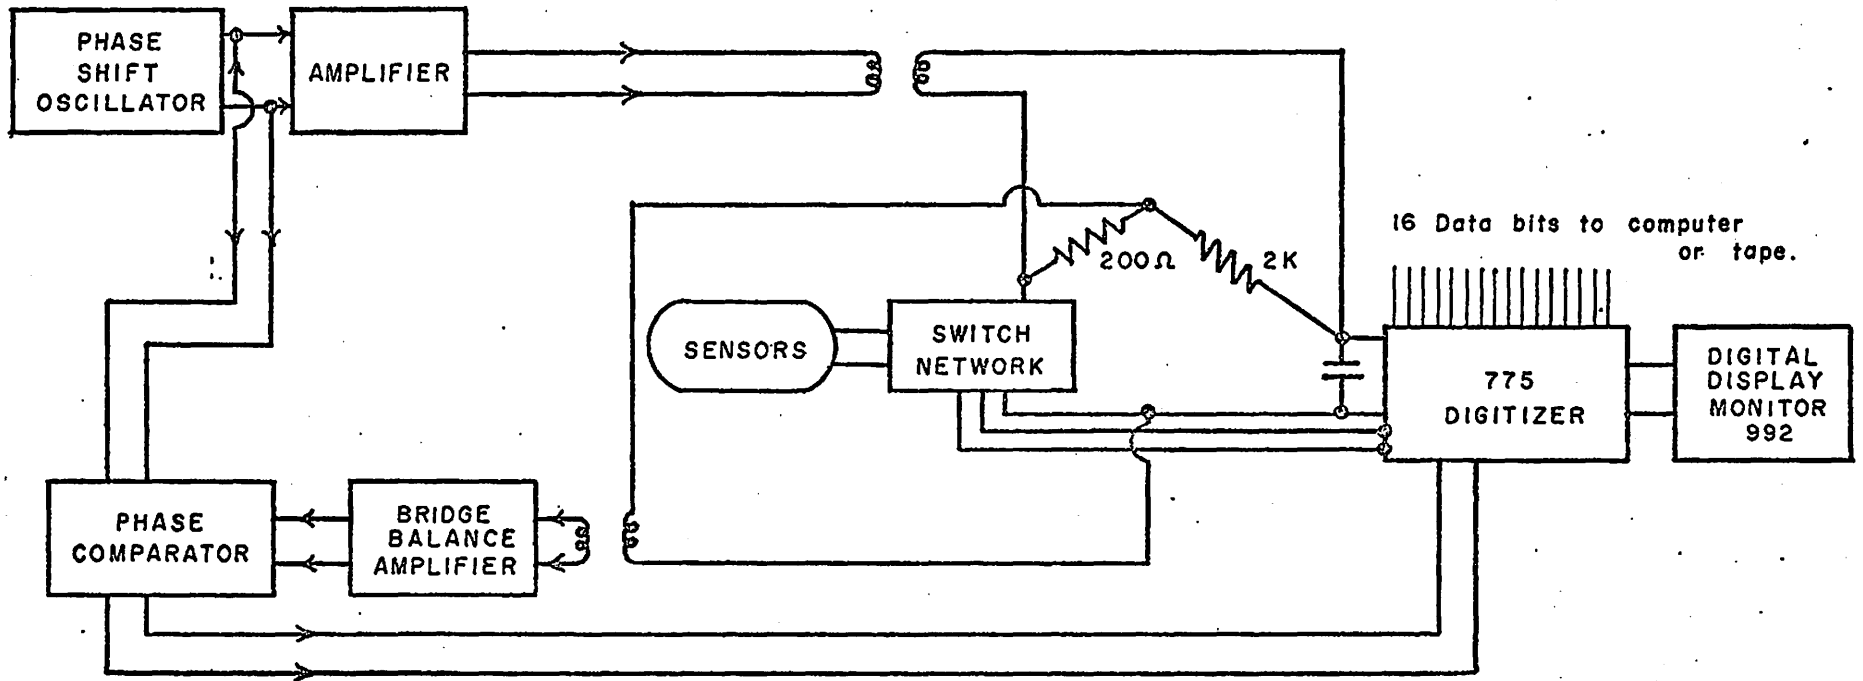 PHASE
SHIFT
OSCILLATOR
AMPLIFIER
16 Data bits to computer
or tape.
200Ω
2K
SENSORS
SWITCH
NETWORK
775
DIGITIZER
DIGITAL
DISPLAY
MONITOR
992
PHASE
COMPARATOR
BRIDGE
BALANCE
AMPLIFIER